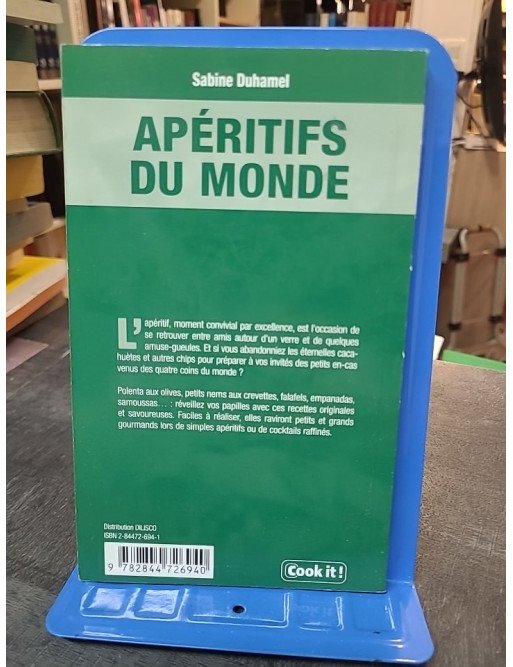 Sabine Duhamel
APÉRITIFS
DU MONDE
L'apéritif, moment convivial par excellence, est l'occasion de
se retrouver entre amis autour d'un verre et de quelques
amuse-gueules. Et si vous abandonniez les éternelles caca-
huètes et autres chips pour préparer à vos invités des petits en-cas
venus des quatre coins du monde ?
Polenta aux olives, petits nems aux crevettes, falafels, empanadas,
samoussas... : réveillez vos papilles avec ces recettes originales
et savoureuses. Faciles à réaliser, elles raviront petits et grands
gourmands lors de simples apéritifs ou de cocktails raffinés.
Distribution DILISCO
ISBN 2-84472-694-1
9 782844 726940
Cook it !